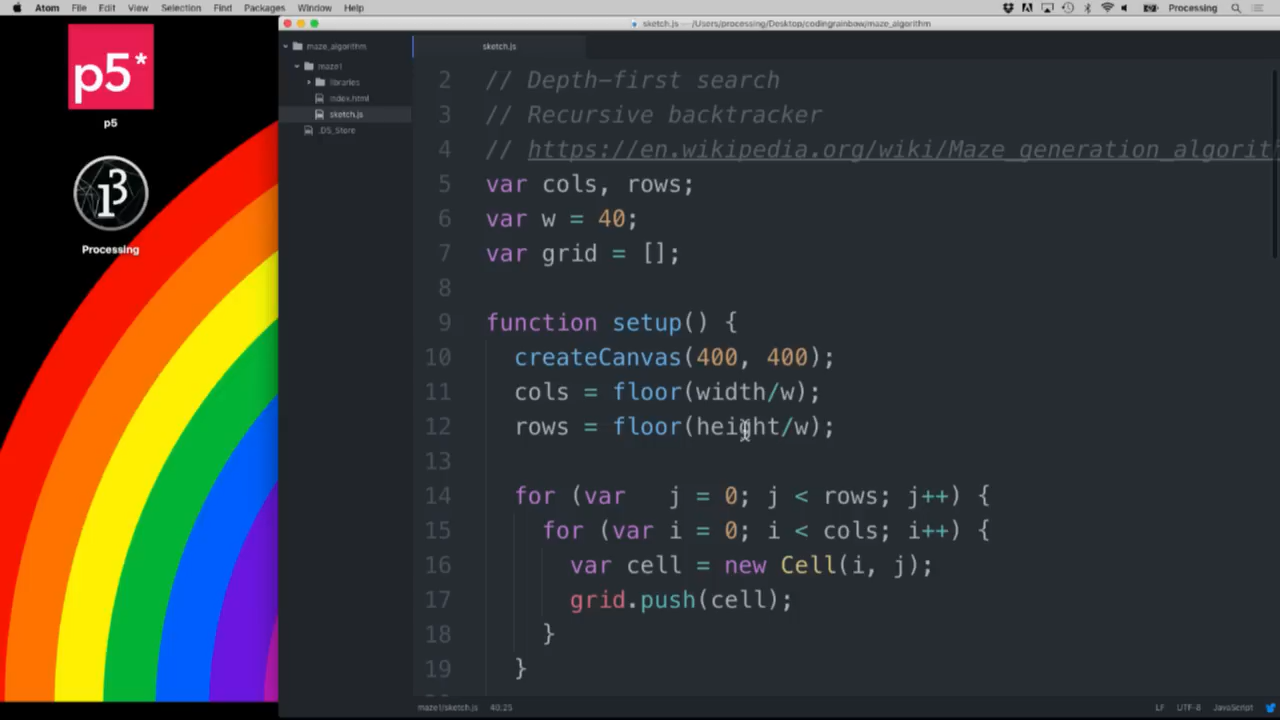 Atom File Edit View Selection Find Packages Window Help Processing
sketch.js — /Users/processing/Desktop/codingrainbow/maze_algorithm
p5*
p5
Processing
maze_algorithm
maze1
libraries
index.html
sketch.js
.DS_Store
sketch.js
2 // Depth-first search
3 // Recursive backtracker
4 // https://en.wikipedia.org/wiki/Maze_generation_algorit
5 var cols, rows;
6 var w = 40;
7 var grid = [];
8
9 function setup() {
10 createCanvas(400, 400);
11 cols = floor(width/w);
12 rows = floor(height/w);
13
14 for (var   j = 0; j < rows; j++) {
15 for (var i = 0; i < cols; i++) {
16 var cell = new Cell(i, j);
17 grid.push(cell);
18 }
19 }
maze1/sketch.js 40:25 LF UTF-8 JavaScript